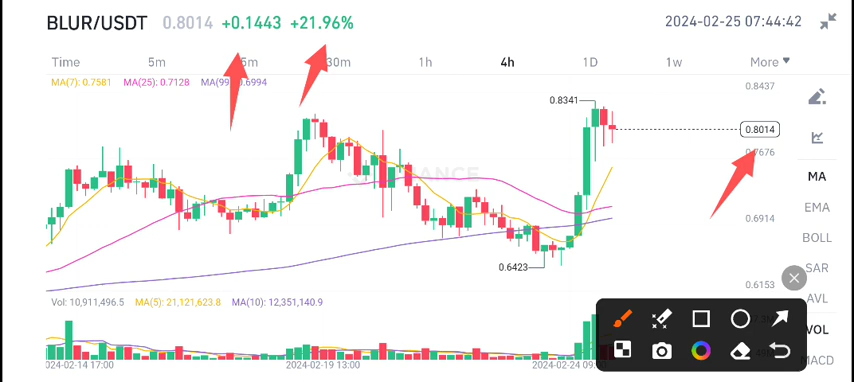 BLUR/USDT 0.8014 +0.1443 +21.96% 2024-02-25 07:44:42
Time 5m 30m 1h 4h 1D 1w More
MA(7): 0.7581 MA(25): 0.7128 MA(99 0.6994
0.8437
0.8341
0.8014
0.7676
MA
EMA
0.6914
BOLL
0.6423
SAR
0.6153
AVL
Vol: 10,911,496.5 MA(5): 21,121,623.8 MA(10): 12,351,140.9
VOL
MACD
024-02-14 17:00 2024-02-19 13:00 2024-02-24 09: